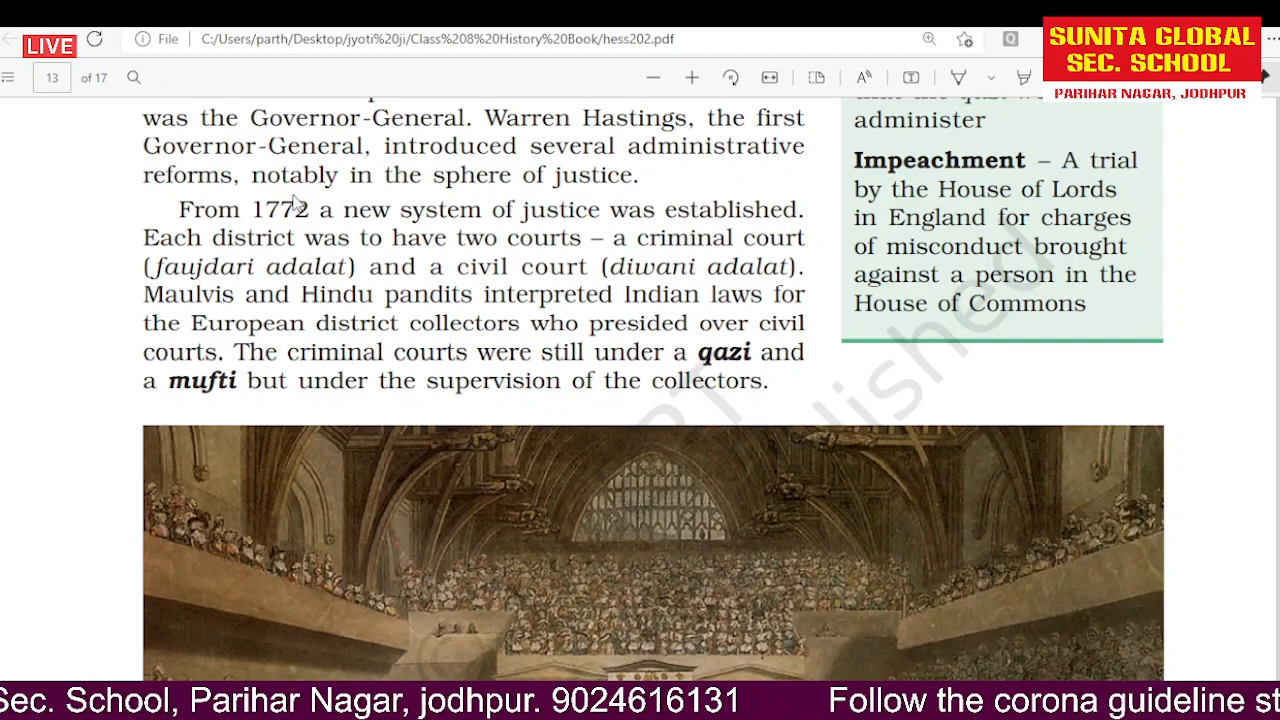 LIVE
File
C:/Users/parth/Desktop/jyoti%20ji/Class%208%20History%20Book/hess202.pdf
SUNITA GLOBAL
SEC. SCHOOL
PARIHAR NAGAR, JODHPUR
13 of 17
was the Governor-General. Warren Hastings, the first
Governor-General, introduced several administrative
reforms, notably in the sphere of justice.
From 1772 a new system of justice was established.
Each district was to have two courts – a criminal court
(faujdari adalat) and a civil court (diwani adalat).
Maulvis and Hindu pandits interpreted Indian laws for
the European district collectors who presided over civil
courts. The criminal courts were still under a qazi and
a mufti but under the supervision of the collectors.
administer
Impeachment – A trial
by the House of Lords
in England for charges
of misconduct brought
against a person in the
House of Commons
Sec. School, Parihar Nagar, jodhpur. 9024616131 Follow the corona guideline st